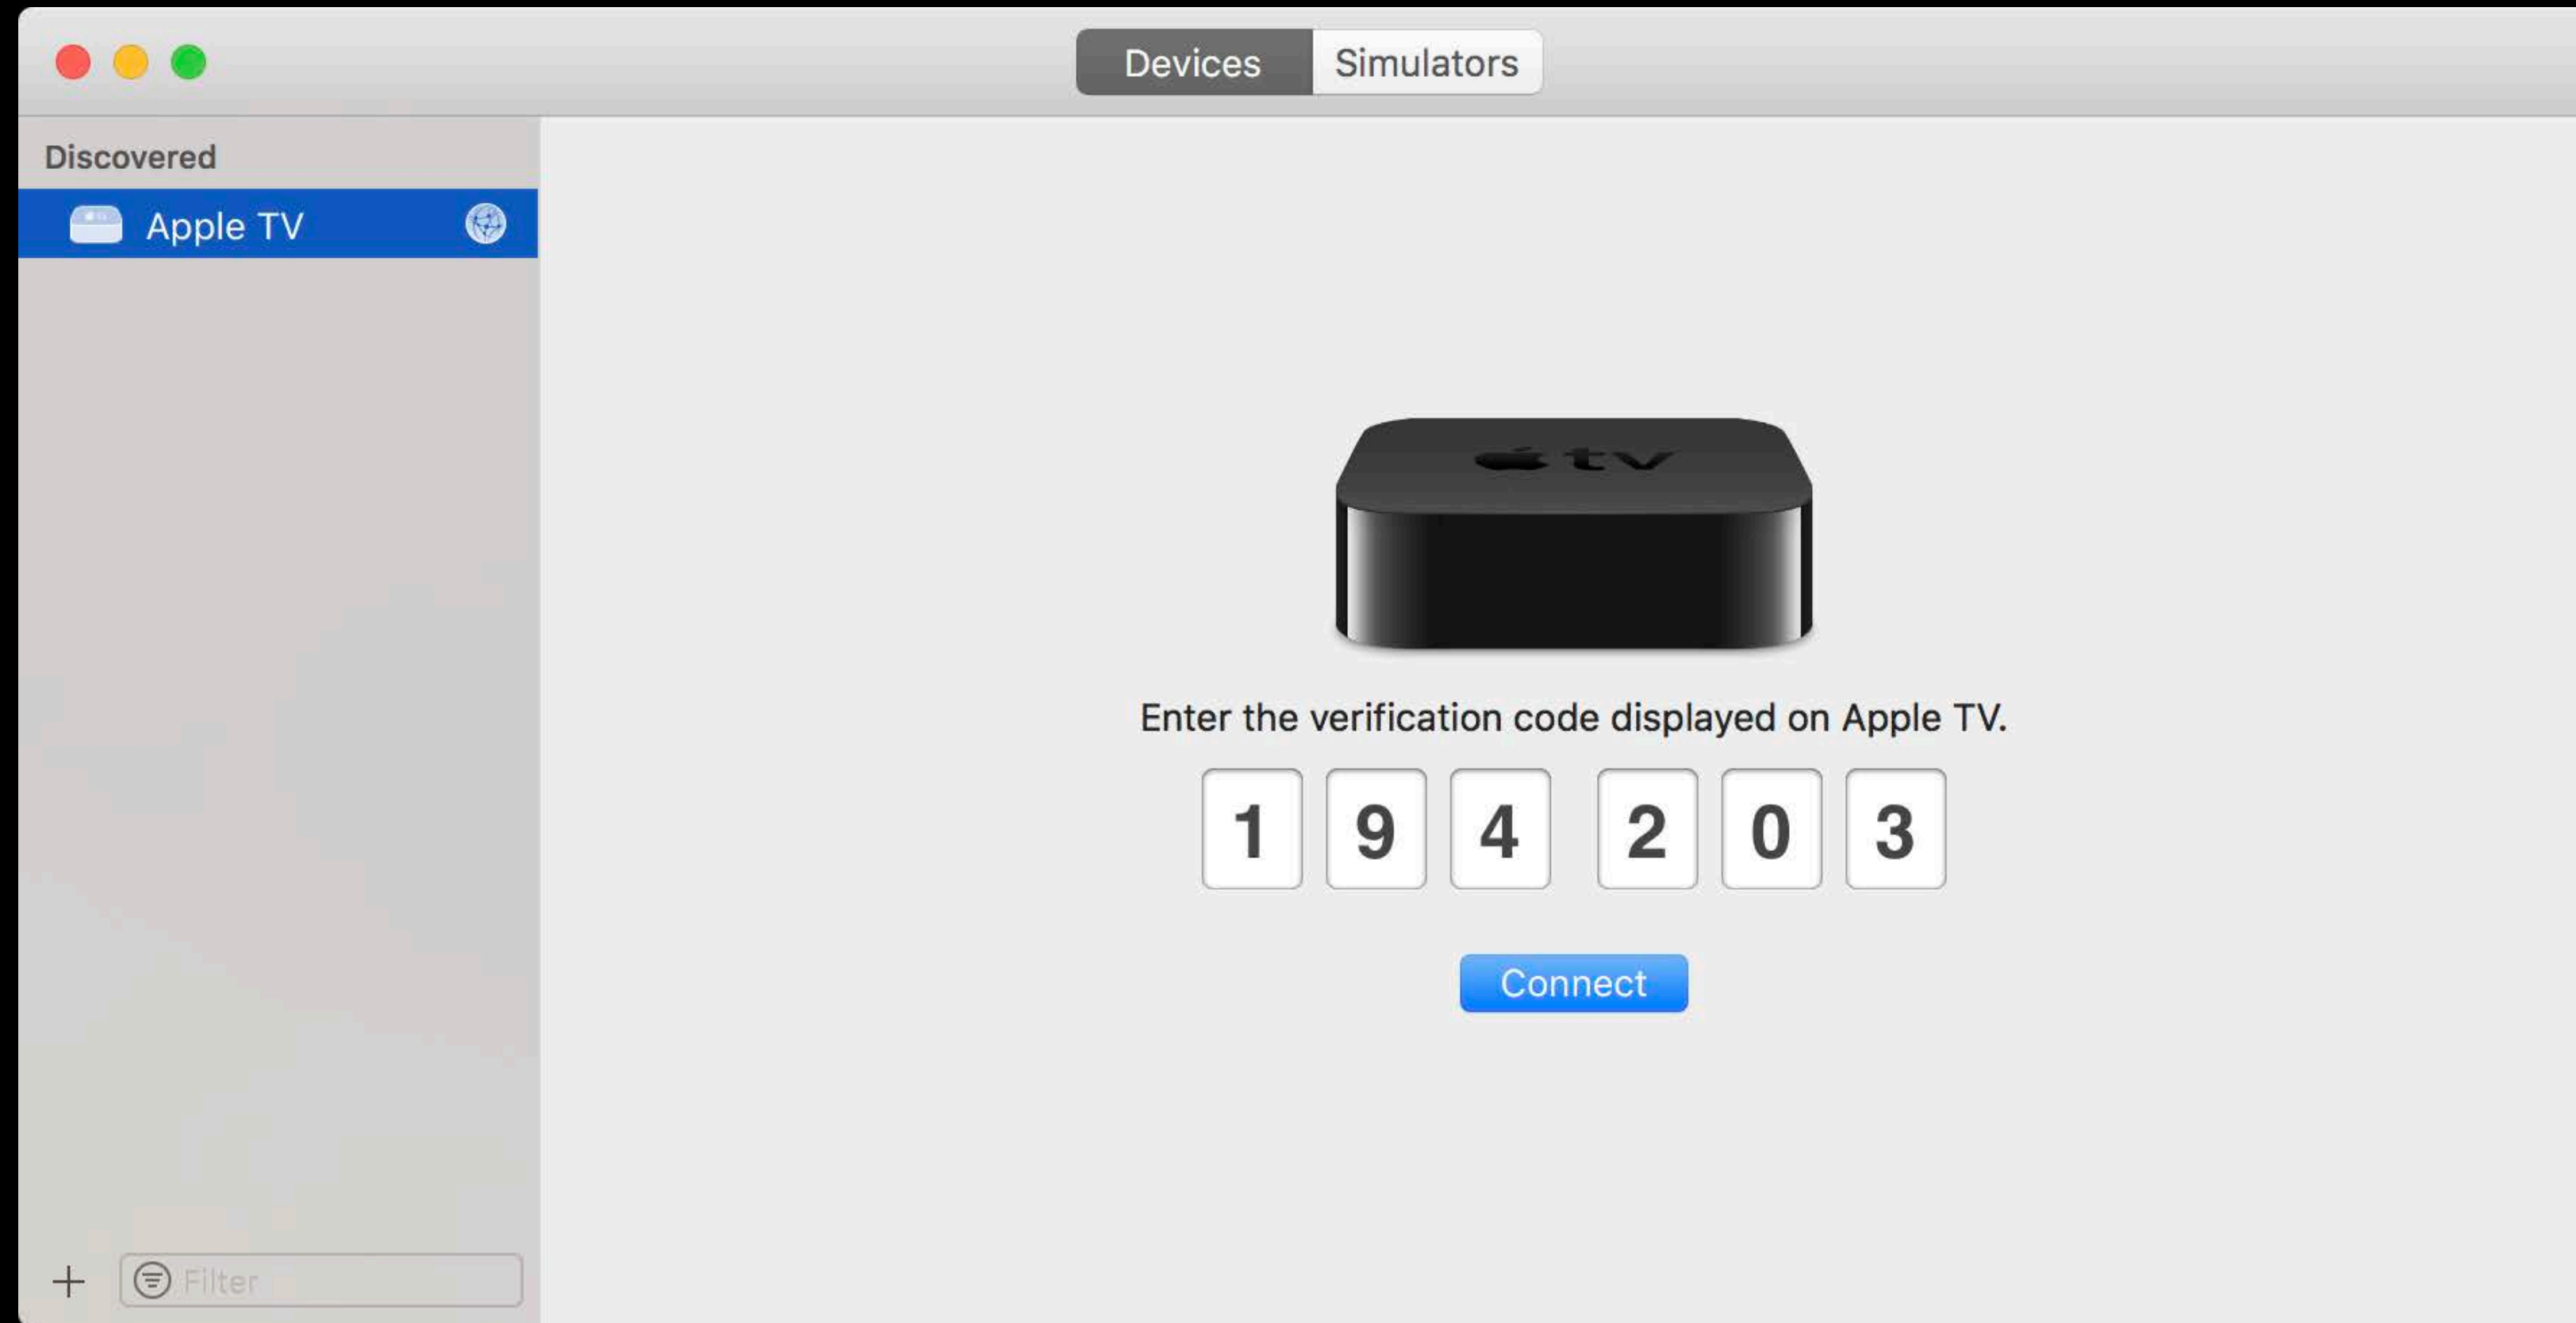 Devices Simulators
Discovered
Apple TV
tv
Enter the verification code displayed on Apple TV.
1 9 4 2 0 3
Connect
Filter